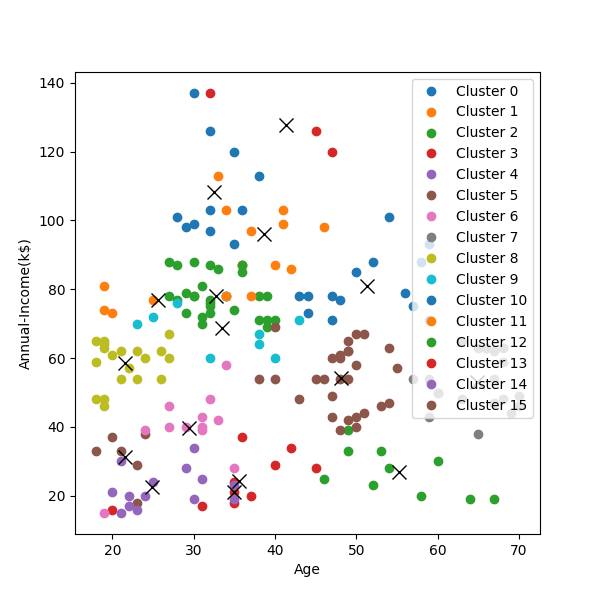 140
120
100
80
60
40
20
Annual-Income(k$)
20 30 40 50 60 70
Age
Cluster 0
Cluster 1
Cluster 2
Cluster 3
Cluster 4
Cluster 5
Cluster 6
Cluster 7
Cluster 8
Cluster 9
Cluster 10
Cluster 11
Cluster 12
Cluster 13
Cluster 14
Cluster 15